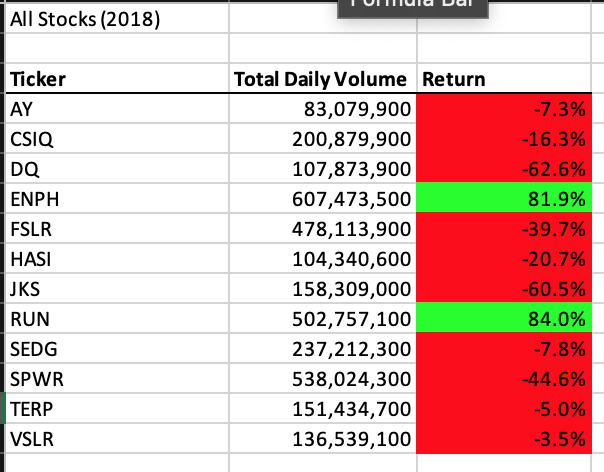 Formula Bar
All Stocks (2018)
Ticker Total Daily Volume Return
AY 83,079,900 -7.3%
CSIQ 200,879,900 -16.3%
DQ 107,873,900 -62.6%
ENPH 607,473,500 81.9%
FSLR 478,113,900 -39.7%
HASI 104,340,600 -20.7%
JKS 158,309,000 -60.5%
RUN 502,757,100 84.0%
SEDG 237,212,300 -7.8%
SPWR 538,024,300 -44.6%
TERP 151,434,700 -5.0%
VSLR 136,539,100 -3.5%